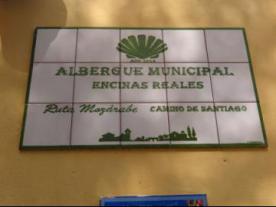 ALBERGUE MUNICIPAL
ENCINAS REALES
Ruta Mozárabe CAMINO DE SANTIAGO